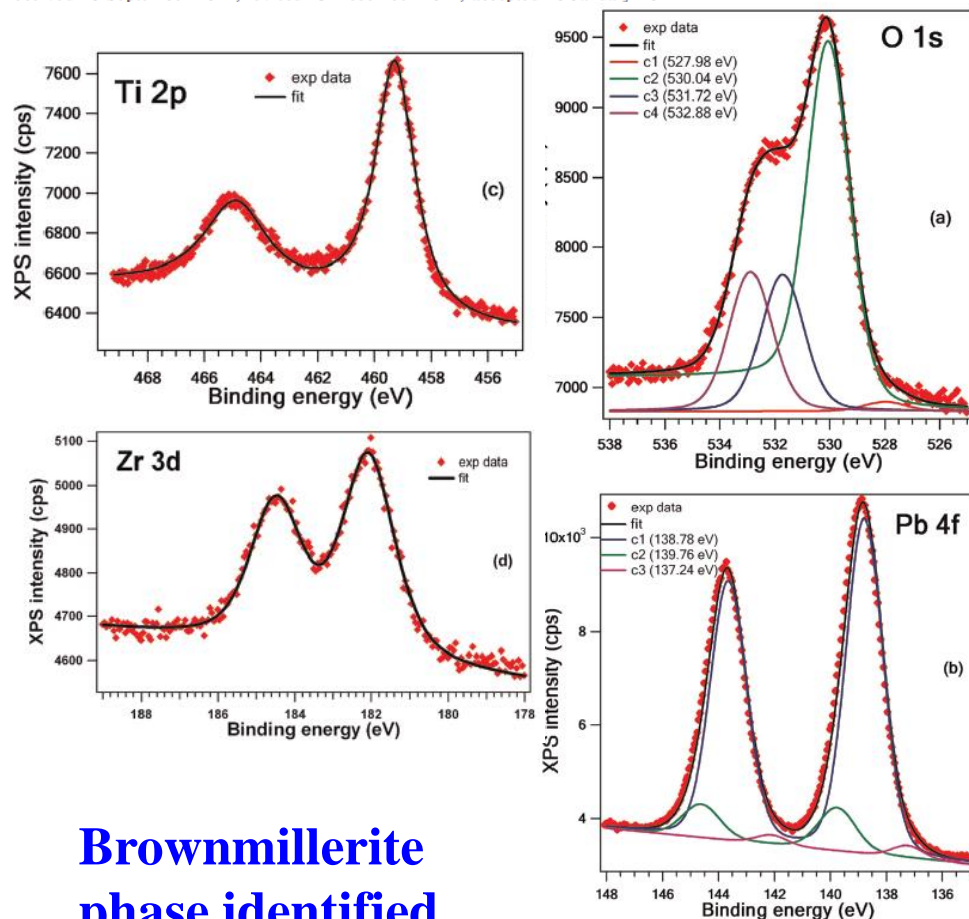 Ti 2p
exp data
fit
(c)
XPS intensity (cps)
7600
7400
7200
7000
6800
6600
6400
468
466
464
462
460
458
456
Binding energy (eV)
O 1s
exp data
fit
c1 (527.98 eV)
c2 (530.04 eV)
c3 (531.72 eV)
c4 (532.88 eV)
(a)
9500
9000
8500
8000
7500
7000
538
536
534
532
530
528
526
Binding energy (eV)
Zr 3d
exp data
fit
(d)
XPS intensity (cps)
5100
5000
4900
4800
4700
4600
188
186
184
182
180
178
Binding energy (eV)
Pb 4f
exp data
fit
c1 (138.78 eV)
c2 (139.76 eV)
c3 (137.24 eV)
(b)
XPS intensity (cps)
10x10³
8
6
4
148
146
144
142
140
138
136
Binding energy (eV)
Brownmillerite
phase identified